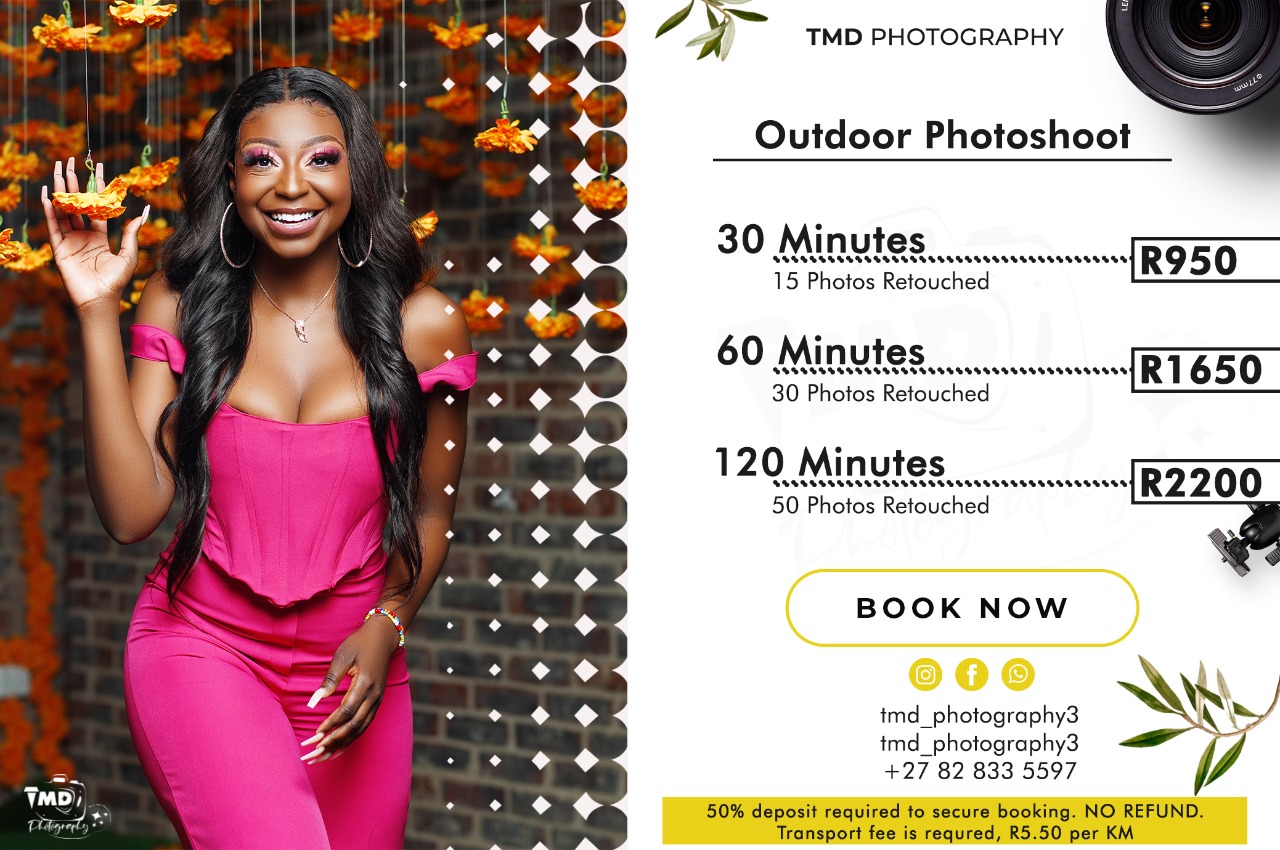 TMD PHOTOGRAPHY
Outdoor Photoshoot
30 Minutes
R950
15 Photos Retouched
60 Minutes
R1650
30 Photos Retouched
120 Minutes
R2200
50 Photos Retouched
BOOK NOW
tmd_photography3
tmd_photography3
+27 82 833 5597
50% deposit required to secure booking. NO REFUND.
Transport fee is requred, R5.50 per KM
TMD
Photography
Φ77mm